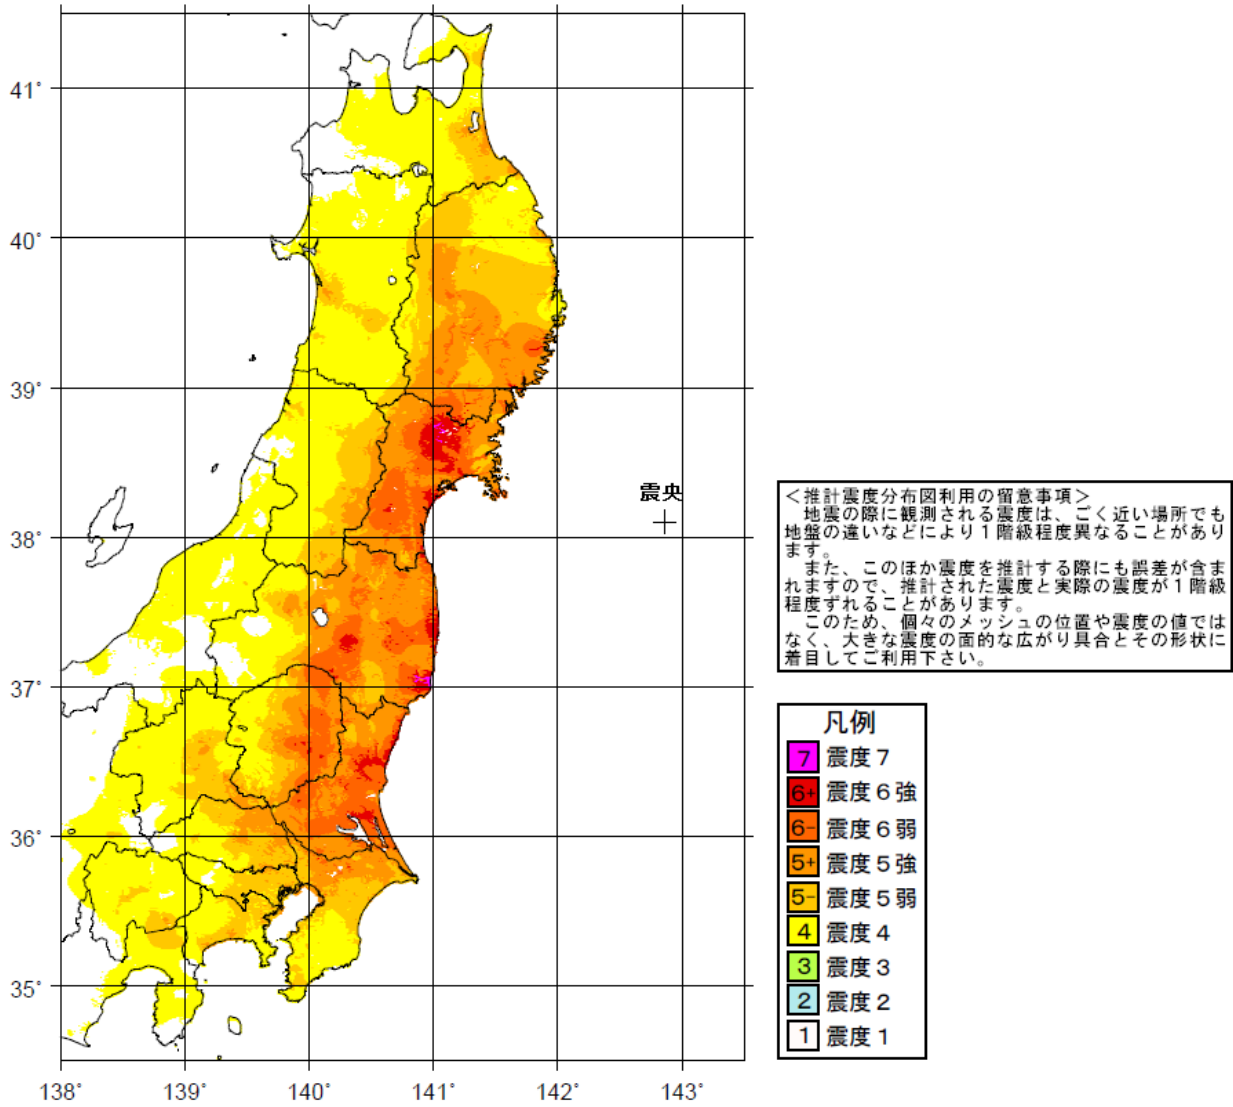 41°
40°
39°
38°
37°
36°
35°
138°
139°
140°
141°
142°
143°
震央
＜推計震度分布図利用の留意事項＞
地震の際に観測される震度は、ごく近い場所でも
地盤の違いなどにより１階級程度異なることがあり
ます。
また、このほか震度を推計する際にも誤差が含ま
れますので、推計された震度と実際の震度が１階級
程度ずれることがあります。
このため、個々のメッシュの位置や震度の値では
なく、大きな震度の面的な広がり具合とその形状に
着目してご利用下さい。
凡例
7 震度７
6+ 震度６強
6- 震度６弱
5+ 震度５強
5- 震度５弱
4 震度４
3 震度３
2 震度２
1 震度１